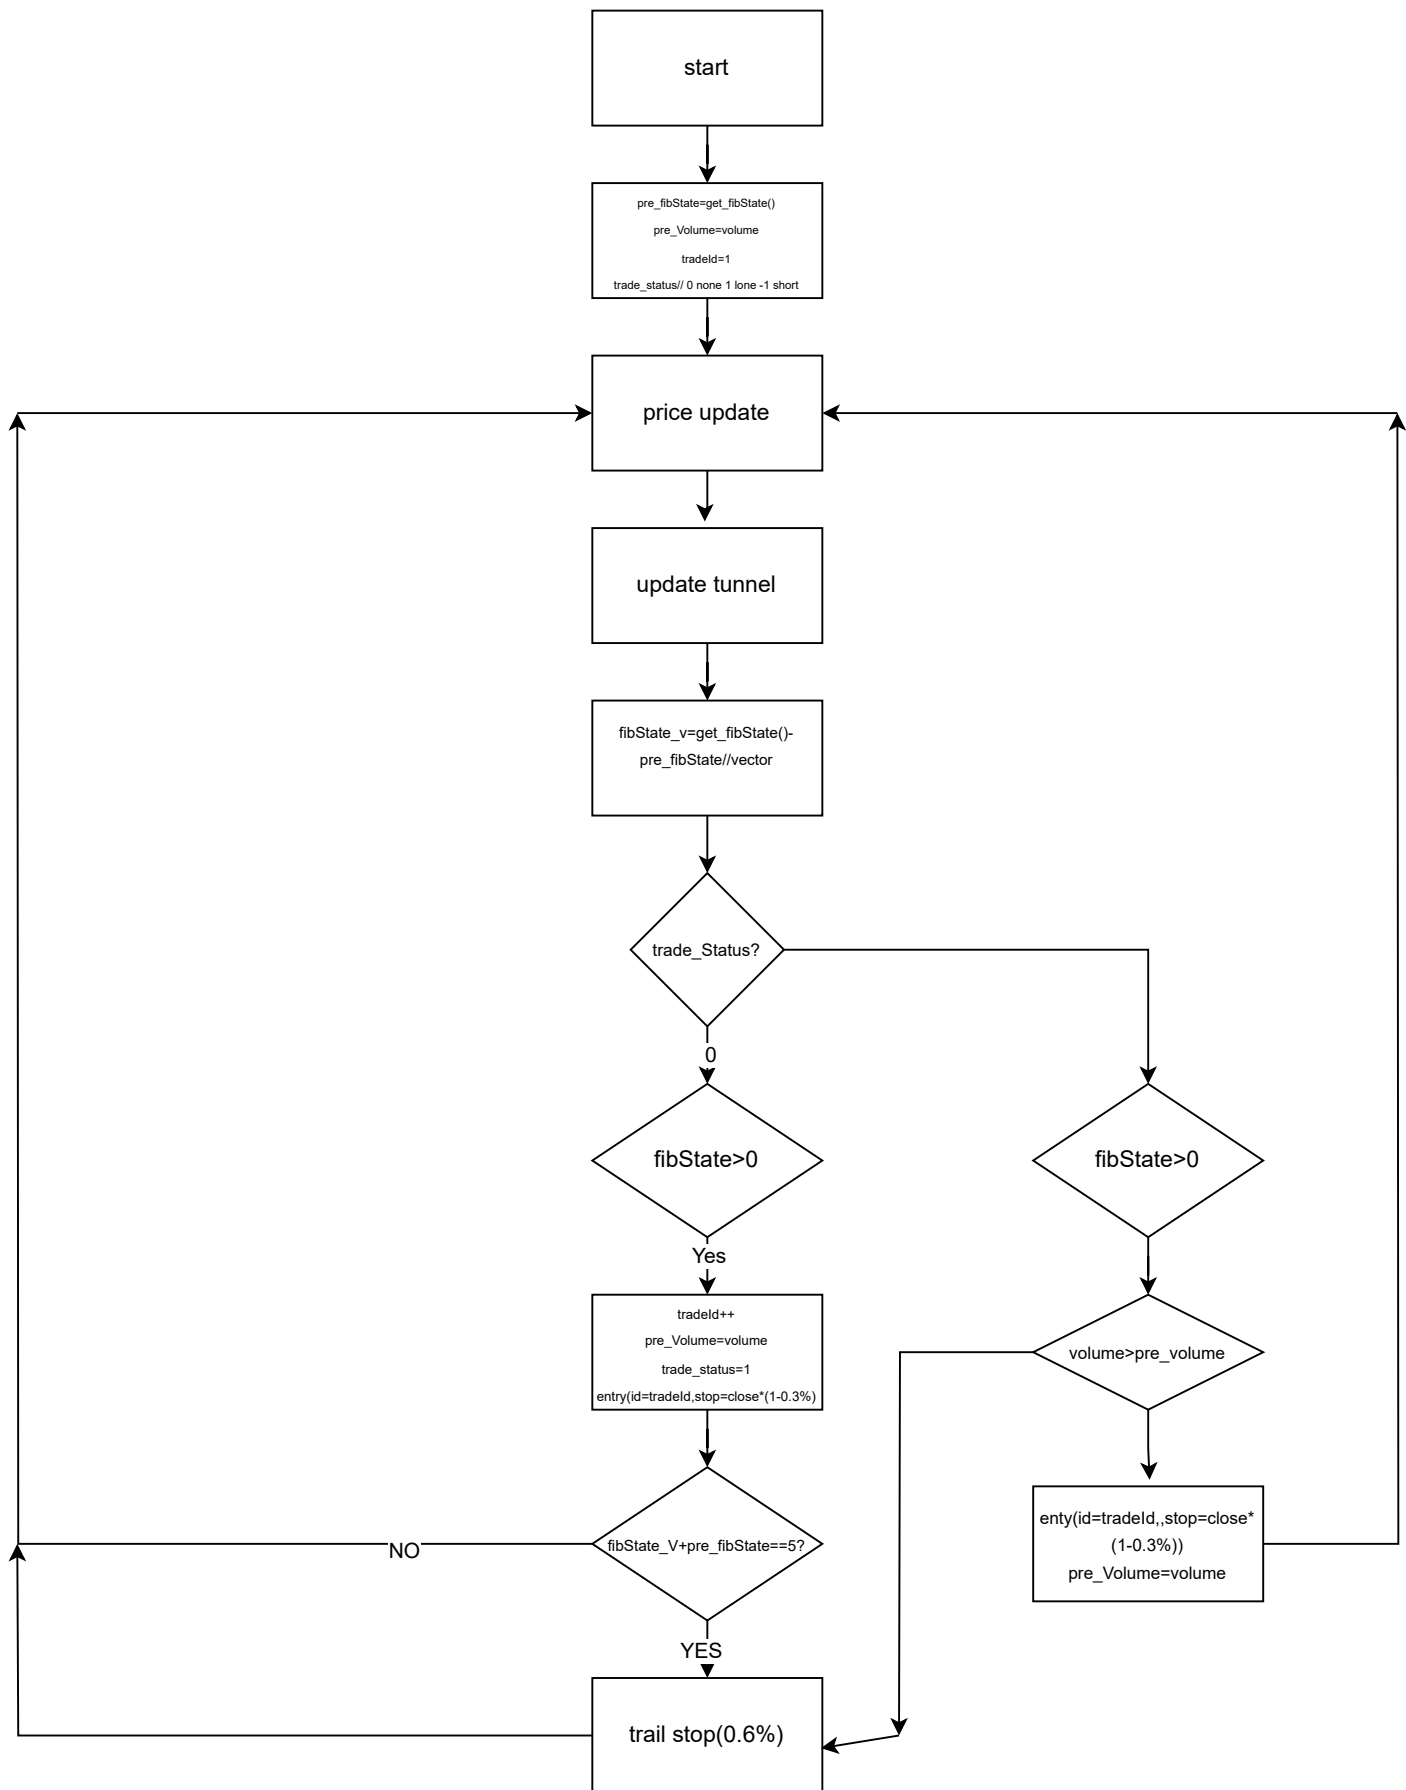 start
pre_fibState=get_fibState()
pre_Volume=volume
tradeId=1
trade_status// 0 none 1 lone -1 short
price update
update tunnel
fibState_v=get_fibState()-
pre_fibState//vector
trade_Status?
0
fibState>0
fibState>0
Yes
tradeId++
pre_Volume=volume
trade_status=1
entry(id=tradeId,stop=close*(1-0.3%)
volume>pre_volume
fibState_V+pre_fibState==5?
NO
enty(id=tradeId,,stop=close*
(1-0.3%))
pre_Volume=volume
YES
trail stop(0.6%)